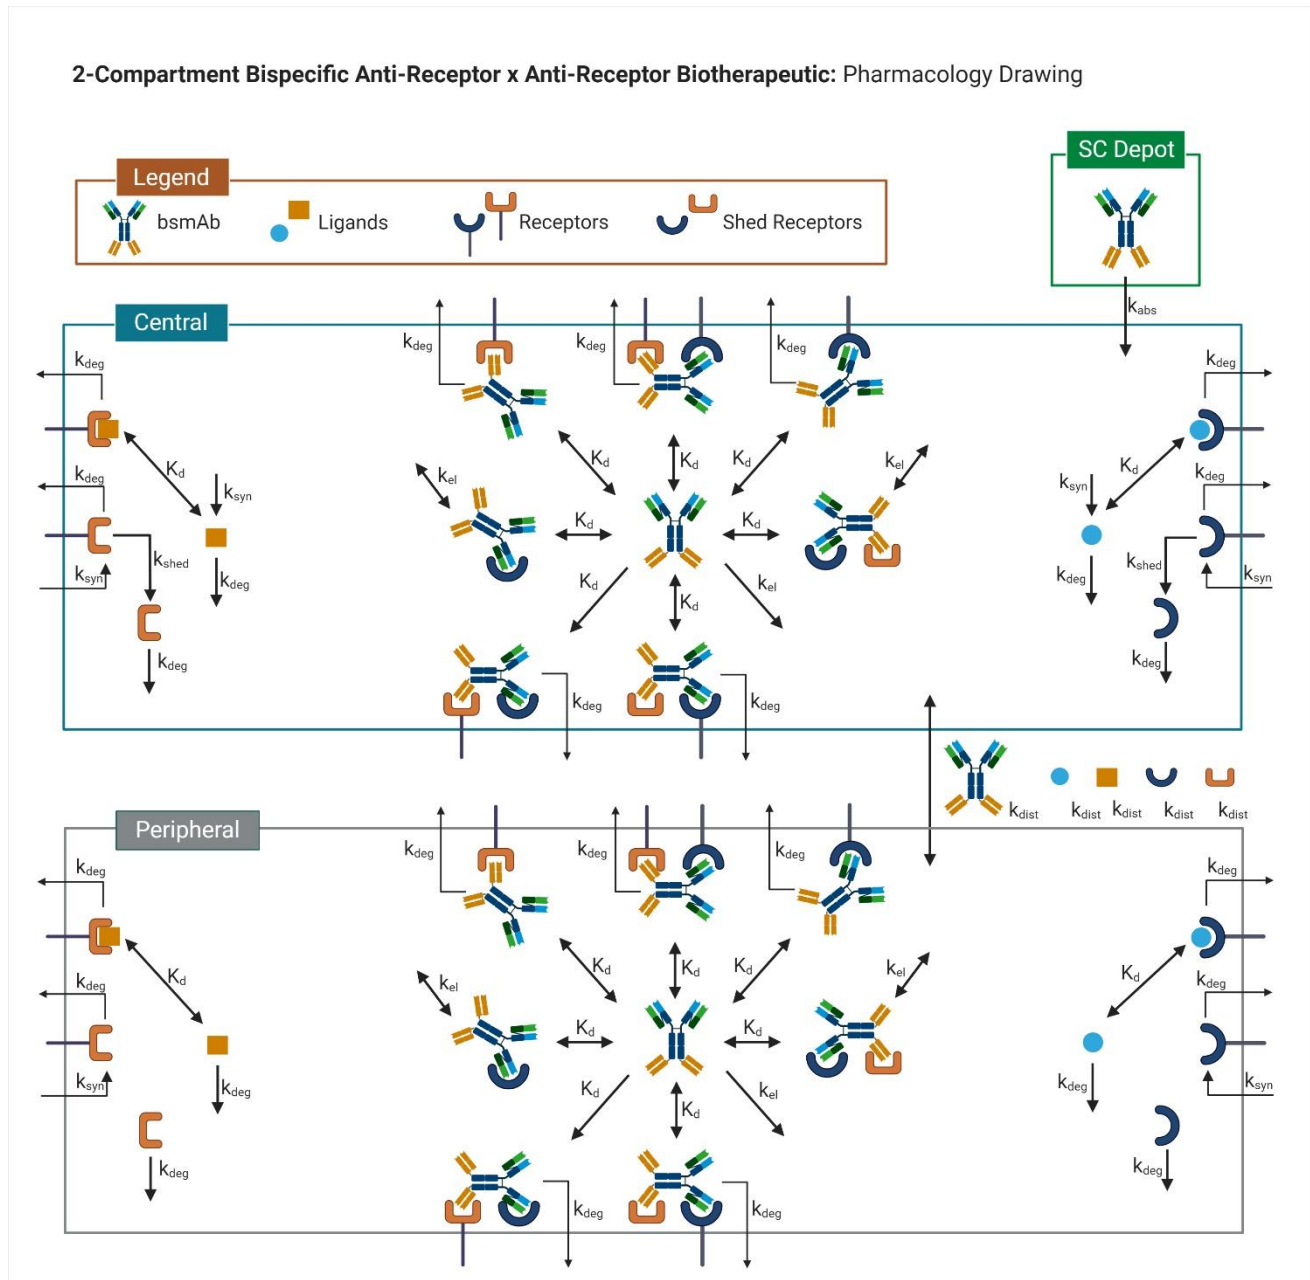 2-Compartment Bispecific Anti-Receptor x Anti-Receptor Biotherapeutic: Pharmacology Drawing
SC Depot
Legend
bsmAb
Ligands
Receptors
Shed Receptors
kabs
Central
kdeg
kdeg
kdeg
kdeg
kdeg
Kd
Kd
Kd
Kd
Kd
kdeg
kel
kel
kdeg
ksyn
ksyn
Kd
Kd
kshed
kshed
ksyn
kdeg
Kd
Kd
kel
kdeg
ksyn
kdeg
kdeg
kdeg
kdeg
kdist
kdist
kdist
kdist
kdist
Peripheral
kdeg
kdeg
kdeg
kdeg
kdeg
Kd
Kd
Kd
Kd
Kd
kdeg
kel
kel
kdeg
Kd
Kd
ksyn
kdeg
Kd
Kd
kel
kdeg
ksyn
kdeg
kdeg
kdeg
kdeg